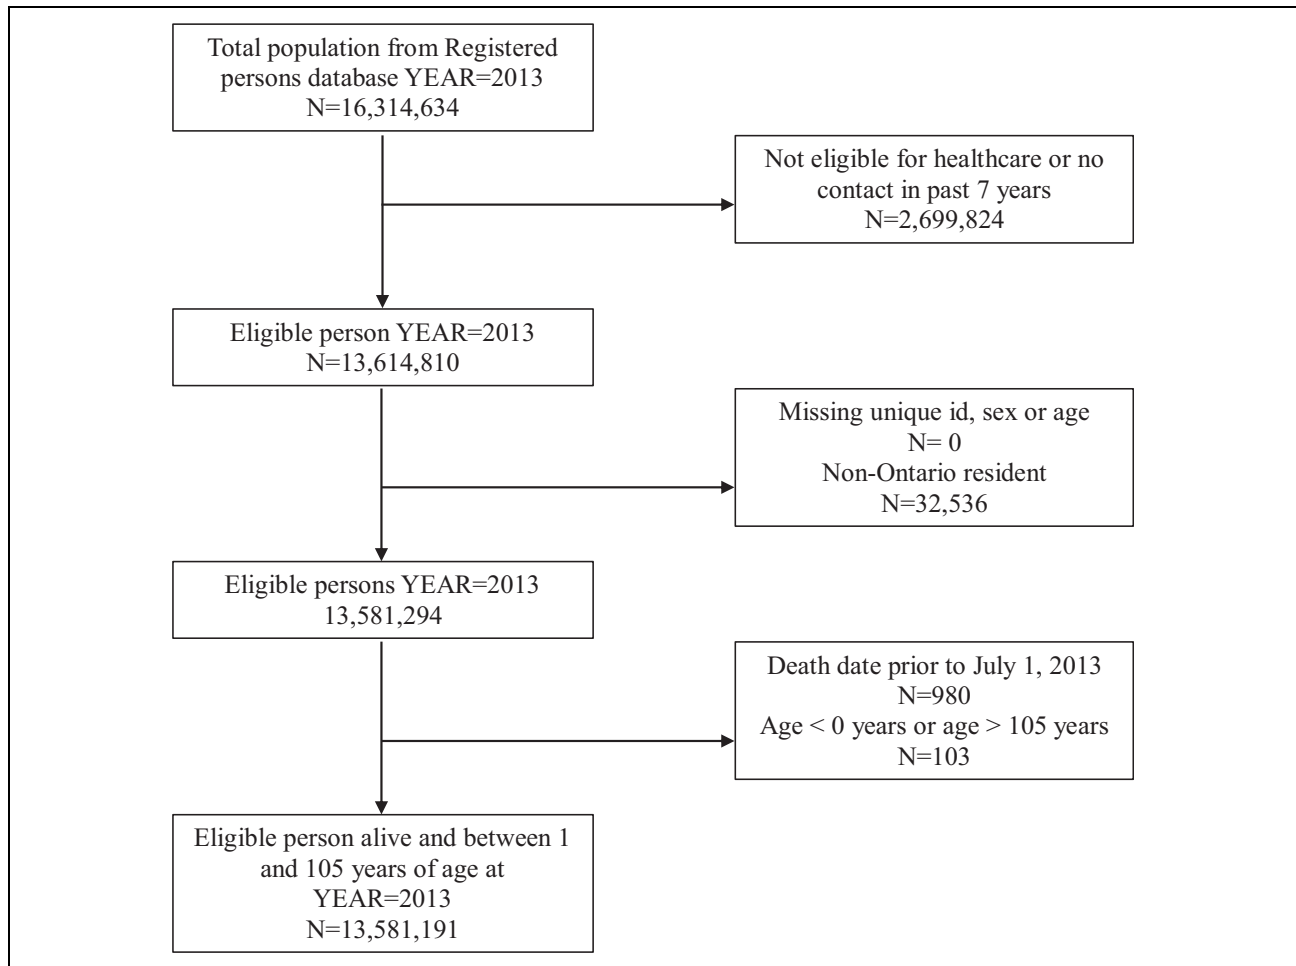 Total population from Registered
persons database YEAR=2013
N=16,314,634
Not eligible for healthcare or no
contact in past 7 years
N=2,699,824
Eligible person YEAR=2013
N=13,614,810
Missing unique id, sex or age
N= 0
Non-Ontario resident
N=32,536
Eligible persons YEAR=2013
13,581,294
Death date prior to July 1, 2013
N=980
Age < 0 years or age > 105 years
N=103
Eligible person alive and between 1
and 105 years of age at
YEAR=2013
N=13,581,191